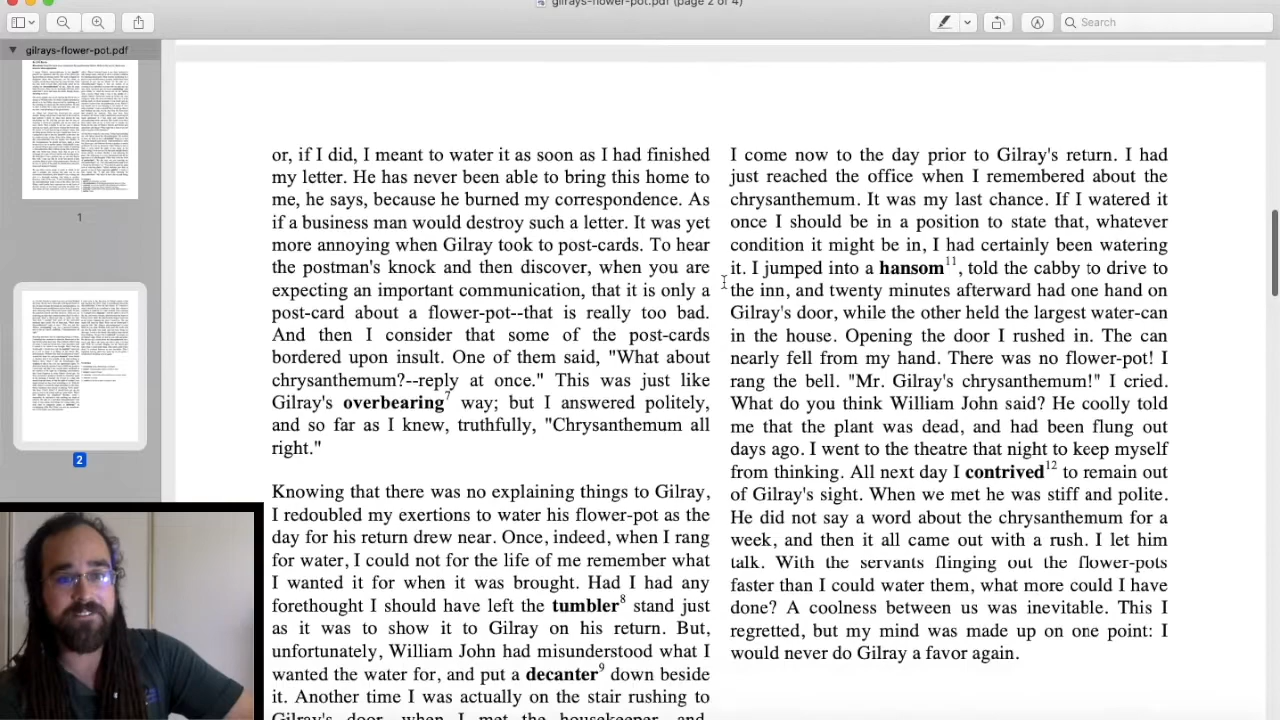 gilrays-flower-pot.pdf (page 2 of 4)
Search
gilrays-flower-pot.pdf
1
2
or, if I did, I meant to water it as soon as I had finished
my letter. He has never been able to bring this home to
me, he says, because he burned my correspondence. As
if a business man would destroy such a letter. It was yet
more annoying when Gilray took to post-cards. To hear
the postman's knock and then discover, when you are
expecting an important communication, that it is only a
post-card about a flower-pot--that is really too bad.
And then I consider that some of the post-cards
bordered upon insult. One of them said, "What about
chrysanthemum?--reply at once." This was just like
Gilray's overbearing7 way; but I answered politely,
and so far as I knew, truthfully, "Chrysanthemum all
right."
Knowing that there was no explaining things to Gilray,
I redoubled my exertions to water his flower-pot as the
day for his return drew near. Once, indeed, when I rang
for water, I could not for the life of me remember what
I wanted it for when it was brought. Had I had any
forethought I should have left the tumbler8 stand just
as it was to show it to Gilray on his return. But,
unfortunately, William John had misunderstood what I
wanted the water for, and put a decanter9 down beside
it. Another time I was actually on the stair rushing to
Gilray's door, when I met the housekeeper, and,
I come now to the day prior to Gilray's return. I had
just reached the office when I remembered about the
chrysanthemum. It was my last chance. If I watered it
once I should be in a position to state that, whatever
condition it might be in, I had certainly been watering
it. I jumped into a hansom11, told the cabby to drive to
the inn, and twenty minutes afterward had one hand on
Gilray's door, while the other held the largest water-can
in the house. Opening the door I rushed in. The can
nearly fell from my hand. There was no flower-pot! I
rang the bell. "Mr. Gilray's chrysanthemum!" I cried.
What do you think William John said? He coolly told
me that the plant was dead, and had been flung out
days ago. I went to the theatre that night to keep myself
from thinking. All next day I contrived12 to remain out
of Gilray's sight. When we met he was stiff and polite.
He did not say a word about the chrysanthemum for a
week, and then it all came out with a rush. I let him
talk. With the servants flinging out the flower-pots
faster than I could water them, what more could I have
done? A coolness between us was inevitable. This I
regretted, but my mind was made up on one point: I
would never do Gilray a favor again.